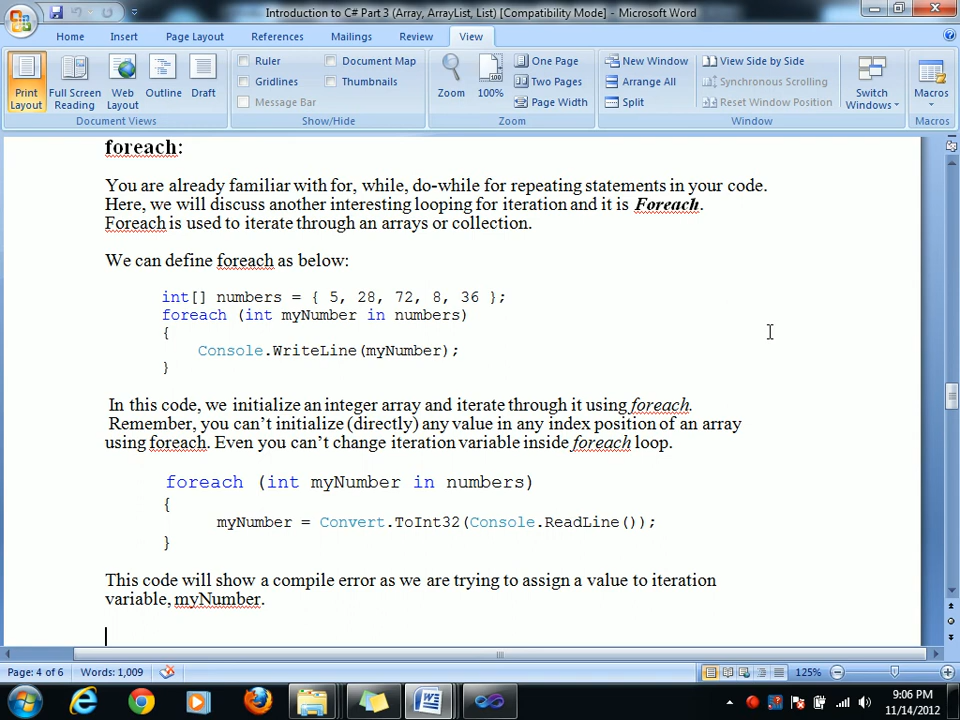 Introduction to C# Part 3 (Array, ArrayList, List) [Compatibility Mode] - Microsoft Word
Home Insert Page Layout References Mailings Review View
Print Layout
Full Screen Reading
Web Layout
Outline
Draft
Document Views
Ruler
Gridlines
Message Bar
Document Map
Thumbnails
Show/Hide
Zoom
100%
One Page
Two Pages
Page Width
Zoom
New Window
Arrange All
Split
View Side by Side
Synchronous Scrolling
Reset Window Position
Window
Switch Windows
Macros
Macros
foreach:
You are already familiar with for, while, do-while for repeating statements in your code.
Here, we will discuss another interesting looping for iteration and it is Foreach.
Foreach is used to iterate through an arrays or collection.
We can define foreach as below:
int[] numbers = { 5, 28, 72, 8, 36 };
foreach (int myNumber in numbers)
{
Console.WriteLine(myNumber);
}
In this code, we initialize an integer array and iterate through it using foreach.
Remember, you can't initialize (directly) any value in any index position of an array
using foreach. Even you can't change iteration variable inside foreach loop.
foreach (int myNumber in numbers)
{
myNumber = Convert.ToInt32(Console.ReadLine());
}
This code will show a compile error as we are trying to assign a value to iteration
variable, myNumber.
Page: 4 of 6 Words: 1,009 125%
9:06 PM
11/14/2012